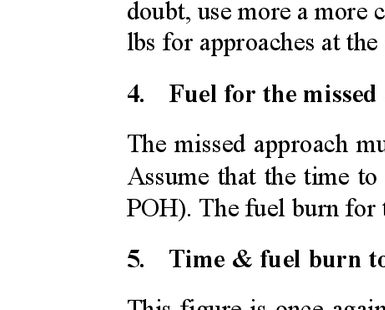 doubt, use more a more c
lbs for approaches at the
4. Fuel for the missed
The missed approach mu
Assume that the time to
POH). The fuel burn for t
5. Time & fuel burn to
This figure is once again